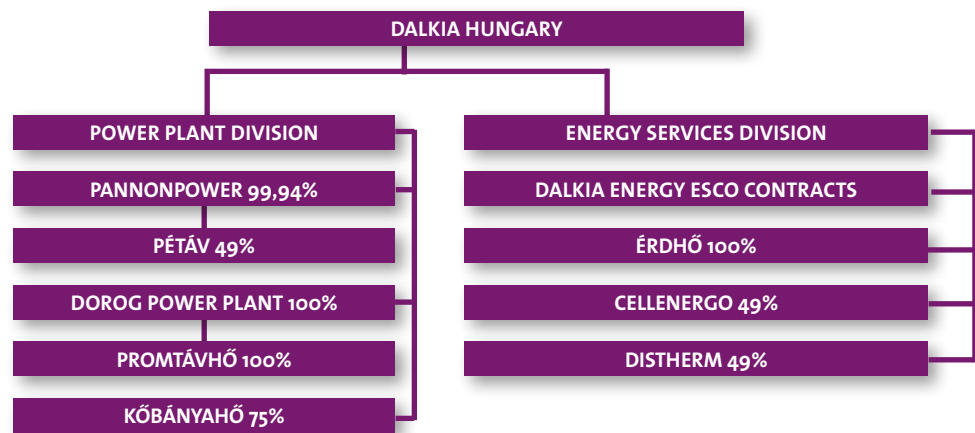 DALKIA HUNGARY
POWER PLANT DIVISION
PANNONPOWER 99,94%
PÉTÁV 49%
DOROG POWER PLANT 100%
PROMTÁVHŐ 100%
KŐBÁNYAHŐ 75%
ENERGY SERVICES DIVISION
DALKIA ENERGY ESCO CONTRACTS
ÉRDHŐ 100%
CELLENERGO 49%
DISTHERM 49%